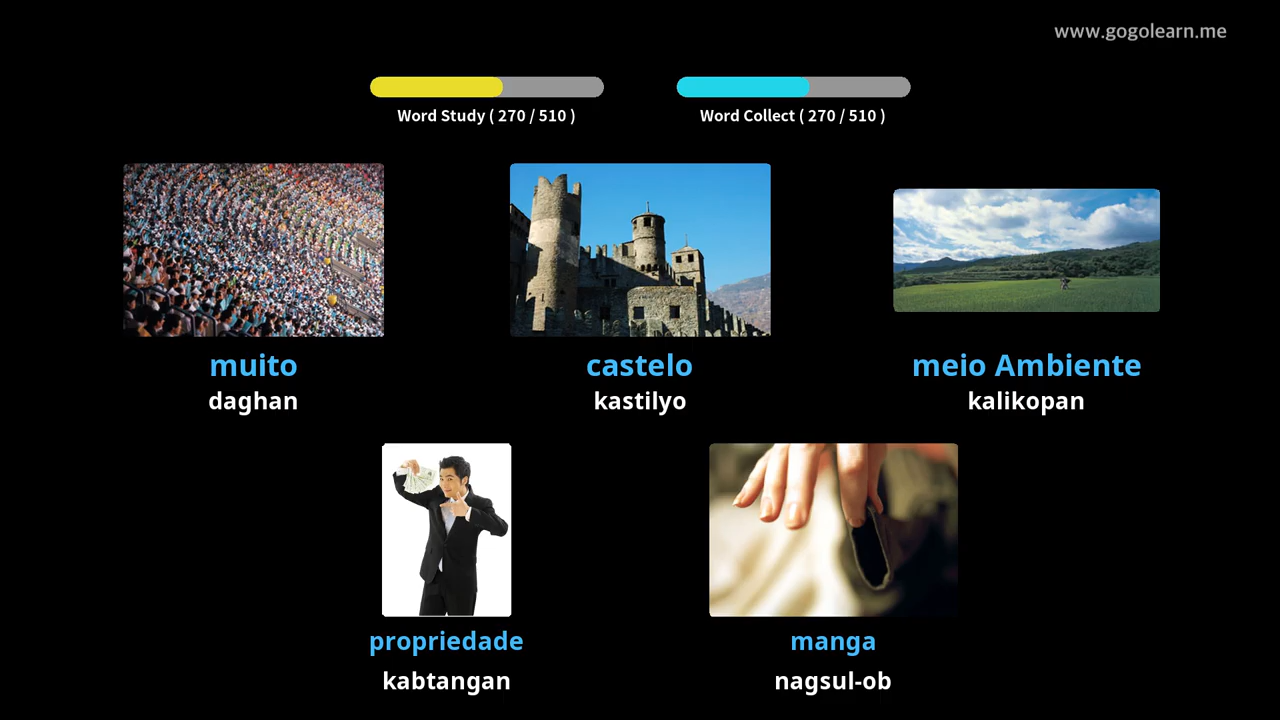 www.gogolearn.me
Word Study ( 270 / 510 )
Word Collect ( 270 / 510 )
muito
daghan
castelo
kastilyo
meio Ambiente
kalikopan
propriedade
kabtangan
manga
nagsul-ob